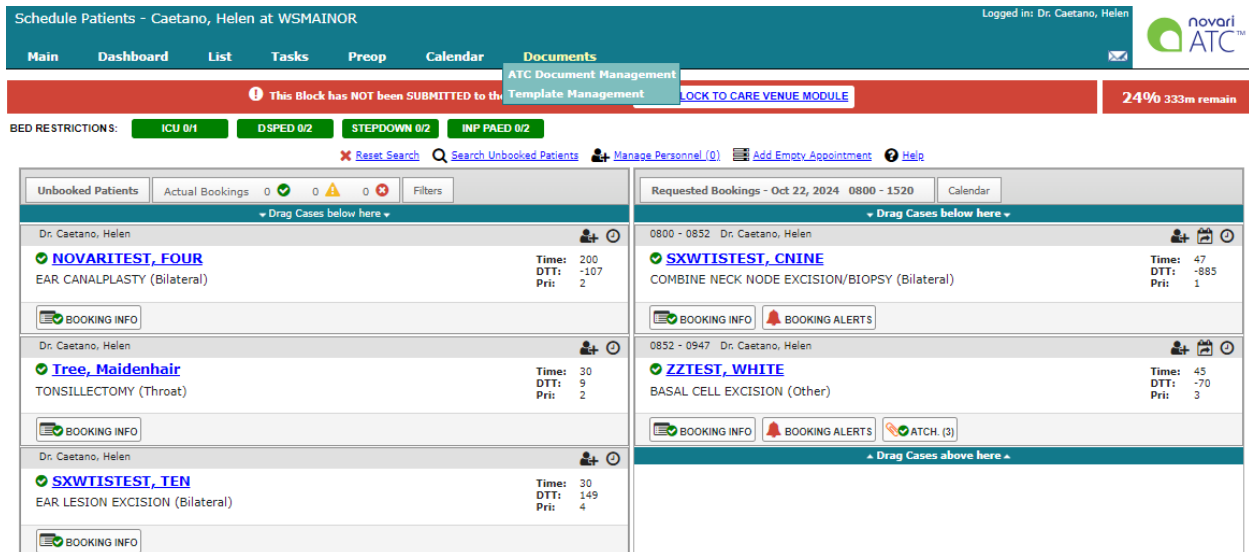 Schedule Patients - Caetano, Helen at WSMAINOR
Logged in: Dr. Caetano, Helen
novari
ATC™
Main Dashboard List Tasks Preop Calendar Documents
ATC Document Management
Template Management
This Block has NOT been SUBMITTED to the
LOCK TO CARE VENUE MODULE
24% 333m remain
BED RESTRICTIONS: ICU 0/1 DSPED 0/2 STEPDOWN 0/2 INP PAED 0/2
Reset Search Search Unbooked Patients Manage Personnel (0) Add Empty Appointment Help
Unbooked Patients Actual Bookings 0 0 0 Filters
Drag Cases below here
Dr. Caetano, Helen
NOVARITEST, FOUR
EAR CANALPLASTY (Bilateral)
Time: 200
DTT: -107
Pri: 2
BOOKING INFO
Dr. Caetano, Helen
Tree, Maidenhair
TONSILLECTOMY (Throat)
Time: 30
DTT: 9
Pri: 2
BOOKING INFO
Dr. Caetano, Helen
SXWTISTEST, TEN
EAR LESION EXCISION (Bilateral)
Time: 30
DTT: 149
Pri: 4
BOOKING INFO
Requested Bookings - Oct 22, 2024 0800 - 1520 Calendar
Drag Cases below here
0800 - 0852 Dr. Caetano, Helen
SXWTISTEST, CNINE
COMBINE NECK NODE EXCISION/BIOPSY (Bilateral)
Time: 47
DTT: -885
Pri: 1
BOOKING INFO BOOKING ALERTS
0852 - 0947 Dr. Caetano, Helen
ZZTEST, WHITE
BASAL CELL EXCISION (Other)
Time: 45
DTT: -70
Pri: 3
BOOKING INFO BOOKING ALERTS ATCH. (3)
Drag Cases above here